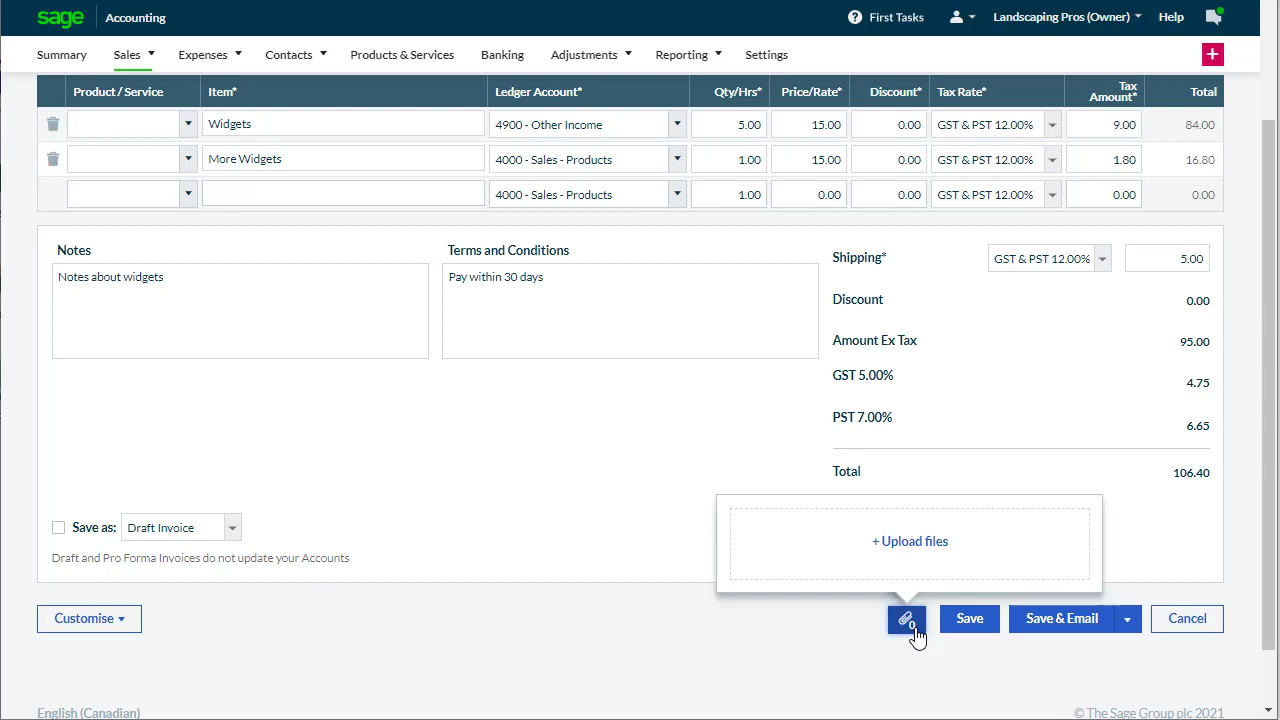 sage Accounting First Tasks Landscaping Pros (Owner) Help
Summary Sales Expenses Contacts Products & Services Banking Adjustments Reporting Settings +
Product / Service Item* Ledger Account* Qty/Hrs* Price/Rate* Discount* Tax Rate* Tax Amount* Total
Widgets 4900 - Other Income 5.00 15.00 0.00 GST & PST 12.00% 9.00 84.00
More Widgets 4000 - Sales - Products 1.00 15.00 0.00 GST & PST 12.00% 1.80 16.80
4000 - Sales - Products 1.00 0.00 0.00 GST & PST 12.00% 0.00 0.00
Notes
Notes about widgets
Terms and Conditions
Pay within 30 days
Shipping* GST & PST 12.00% 5.00
Discount 0.00
Amount Ex Tax 95.00
GST 5.00% 4.75
PST 7.00% 6.65
Total 106.40
Save as: Draft Invoice
Draft and Pro Forma Invoices do not update your Accounts
+ Upload files
Customise 0 Save Save & Email Cancel
English (Canadian) © The Sage Group plc 2021